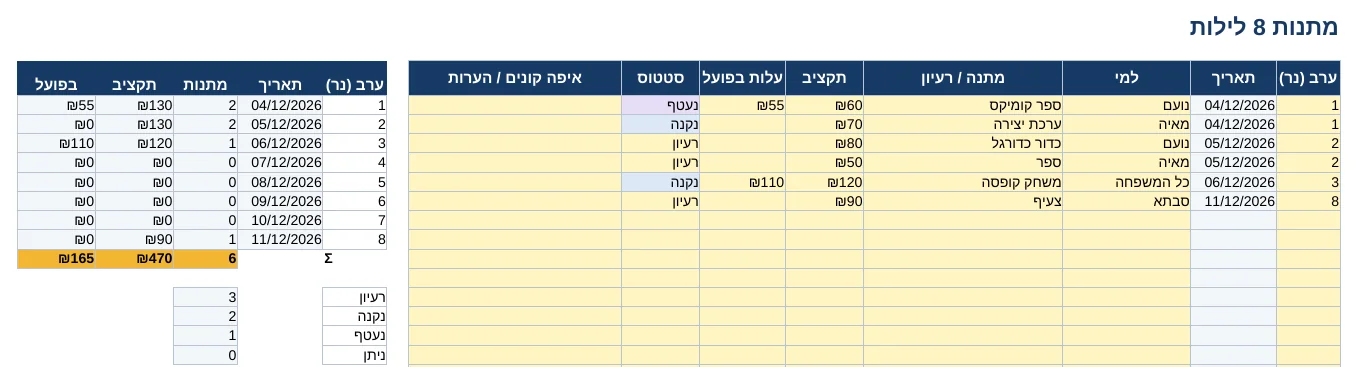 מתנות 8 לילות
ערב (נר) תאריך למי מתנה / רעיון תקציב עלות בפועל סטטוס איפה קונים / הערות
1 04/12/2026 נועם ספר קומיקס ₪60 ₪55 נעטף
1 04/12/2026 מאיה ערכת יצירה ₪70 נקנה
2 05/12/2026 נועם כדור כדורגל ₪80 רעיון
2 05/12/2026 מאיה ספר ₪50 רעיון
3 06/12/2026 כל המשפחה משחק קופסה ₪120 ₪110 נקנה
8 11/12/2026 סבתא צעיף ₪90 רעיון
ערב (נר) תאריך מתנות תקציב בפועל
1 04/12/2026 2 ₪130 ₪55
2 05/12/2026 2 ₪130 ₪0
3 06/12/2026 1 ₪120 ₪110
4 07/12/2026 0 ₪0 ₪0
5 08/12/2026 0 ₪0 ₪0
6 09/12/2026 0 ₪0 ₪0
7 10/12/2026 0 ₪0 ₪0
8 11/12/2026 1 ₪90 ₪0
Σ 6 ₪470 ₪165
רעיון 3
נקנה 2
נעטף 1
ניתן 0